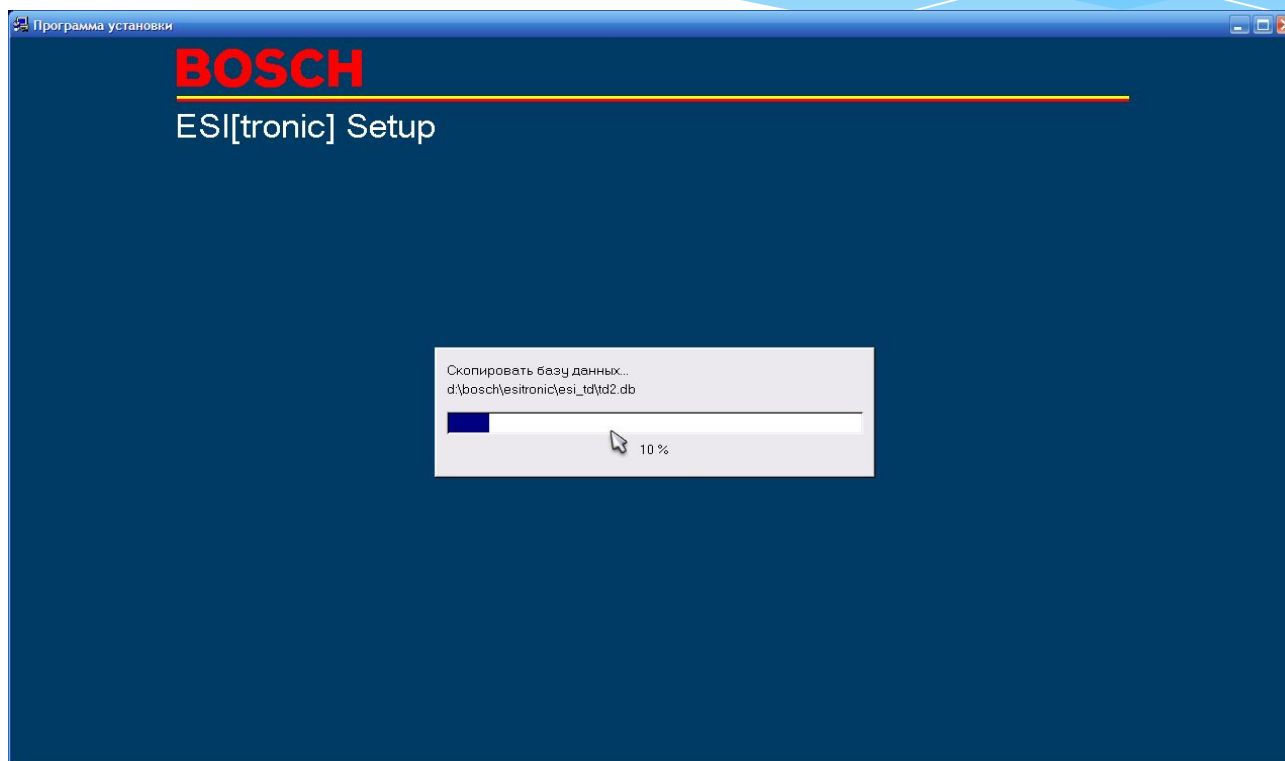 Программа установки
BOSCH
ESI[tronic] Setup
Скопировать базу данных...
d:\bosch\esitronic\esi_td\td2.db
10 %